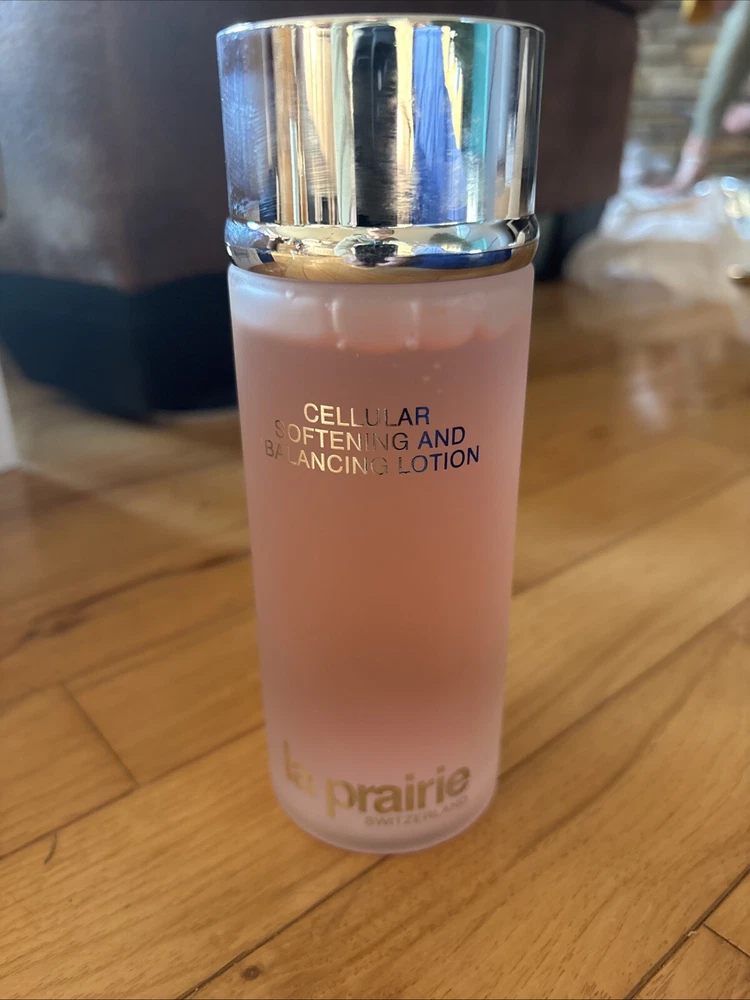 CELLULAR
SOFTENING AND
BALANCING LOTION
la prairie
SWITZERLAND